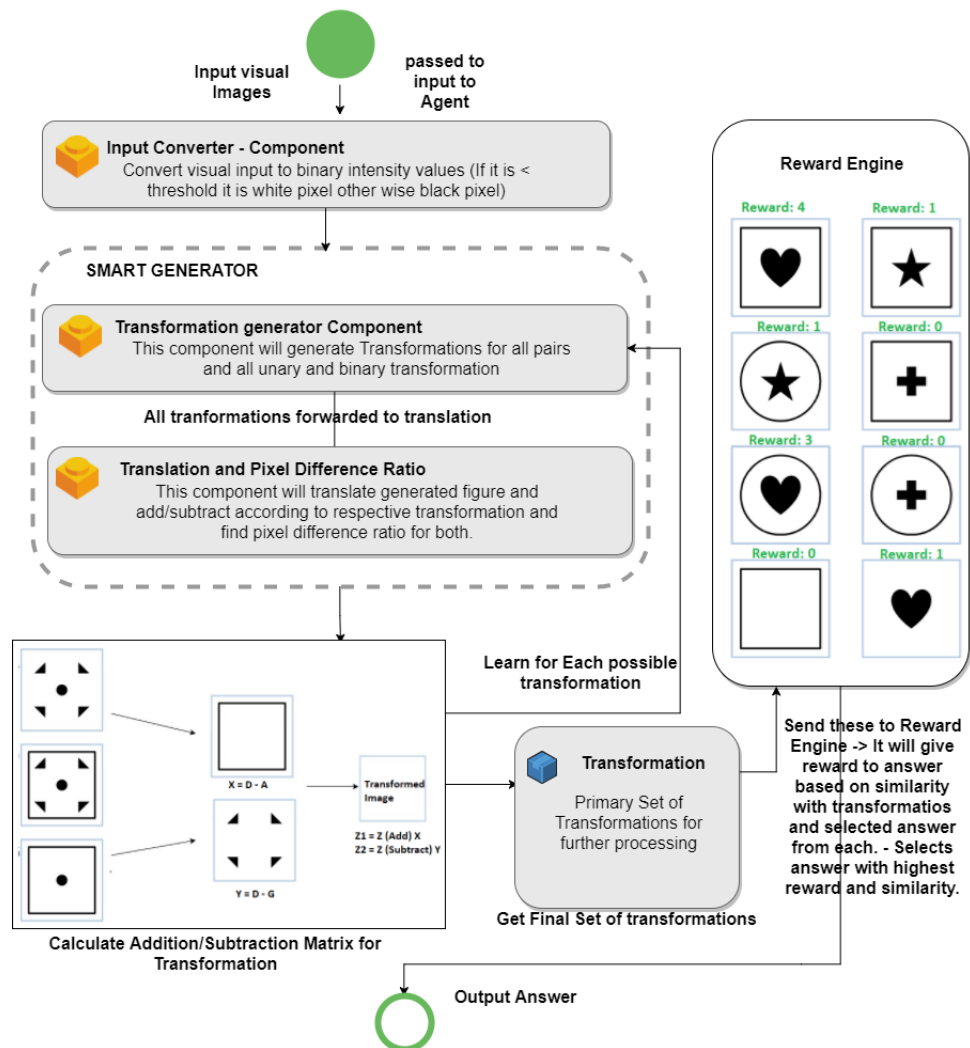 Input visual
Images
passed to
input to
Agent
Input Converter - Component
Convert visual input to binary intensity values (If it is <
threshold it is white pixel other wise black pixel)
SMART GENERATOR
Transformation generator Component
This component will generate Transformations for all pairs
and all unary and binary transformation
All tranformations forwarded to translation
Translation and Pixel Difference Ratio
This component will translate generated figure and
add/subtract according to respective transformation and
find pixel difference ratio for both.
X = D - A
Y = D - G
Transformed
Image
Z1 = Z (Add) X
Z2 = Z (Subtract) Y
Calculate Addition/Subtraction Matrix for
Transformation
Learn for Each possible
transformation
Transformation
Primary Set of
Transformations for
further processing
Get Final Set of transformations
Reward Engine
Reward: 4
Reward: 1
Reward: 1
Reward: 0
Reward: 3
Reward: 0
Reward: 0
Reward: 1
Send these to Reward
Engine -> It will give
reward to answer
based on similarity
with transformatios
and selected answer
from each. - Selects
answer with highest
reward and similarity.
Output Answer